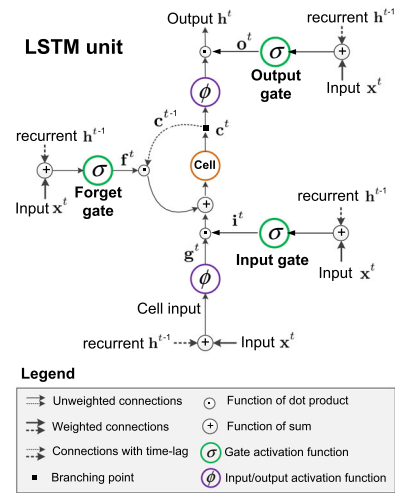 Output h^t
recurrent h^t-1
LSTM unit
o^t
σ
+
Output
gate
Input x^t
ϕ
c^t-1
c^t
recurrent h^t-1
f^t
Cell
+
σ
Forget
gate
Input x^t
recurrent h^t-1
+
i^t
σ
+
g^t
Input gate
Input x^t
ϕ
Cell input
recurrent h^t-1
+
Input x^t
Legend
Unweighted connections
Function of dot product
Weighted connections
+ Function of sum
Connections with time-lag
σ Gate activation function
Branching point
ϕ Input/output activation function